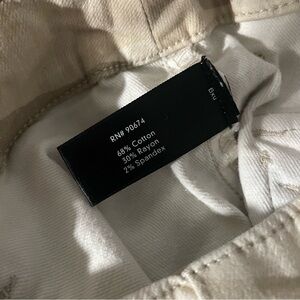 RN# 90674
68% Cotton
30% Rayon
2% Spandex